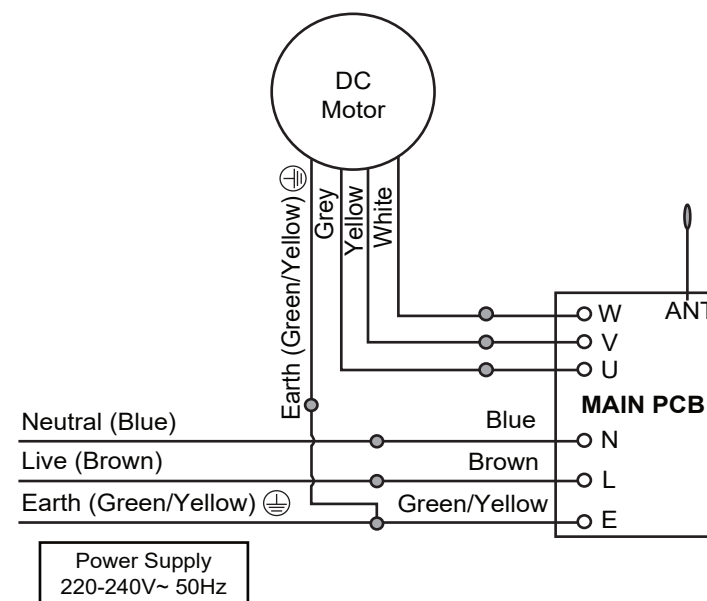 DC
Motor
Earth (Green/Yellow)
Grey
Yellow
White
W
ANT
V
U
MAIN PCB
Neutral (Blue)
Blue
N
Live (Brown)
Brown
L
Earth (Green/Yellow)
Green/Yellow
E
Power Supply
220-240V~ 50Hz